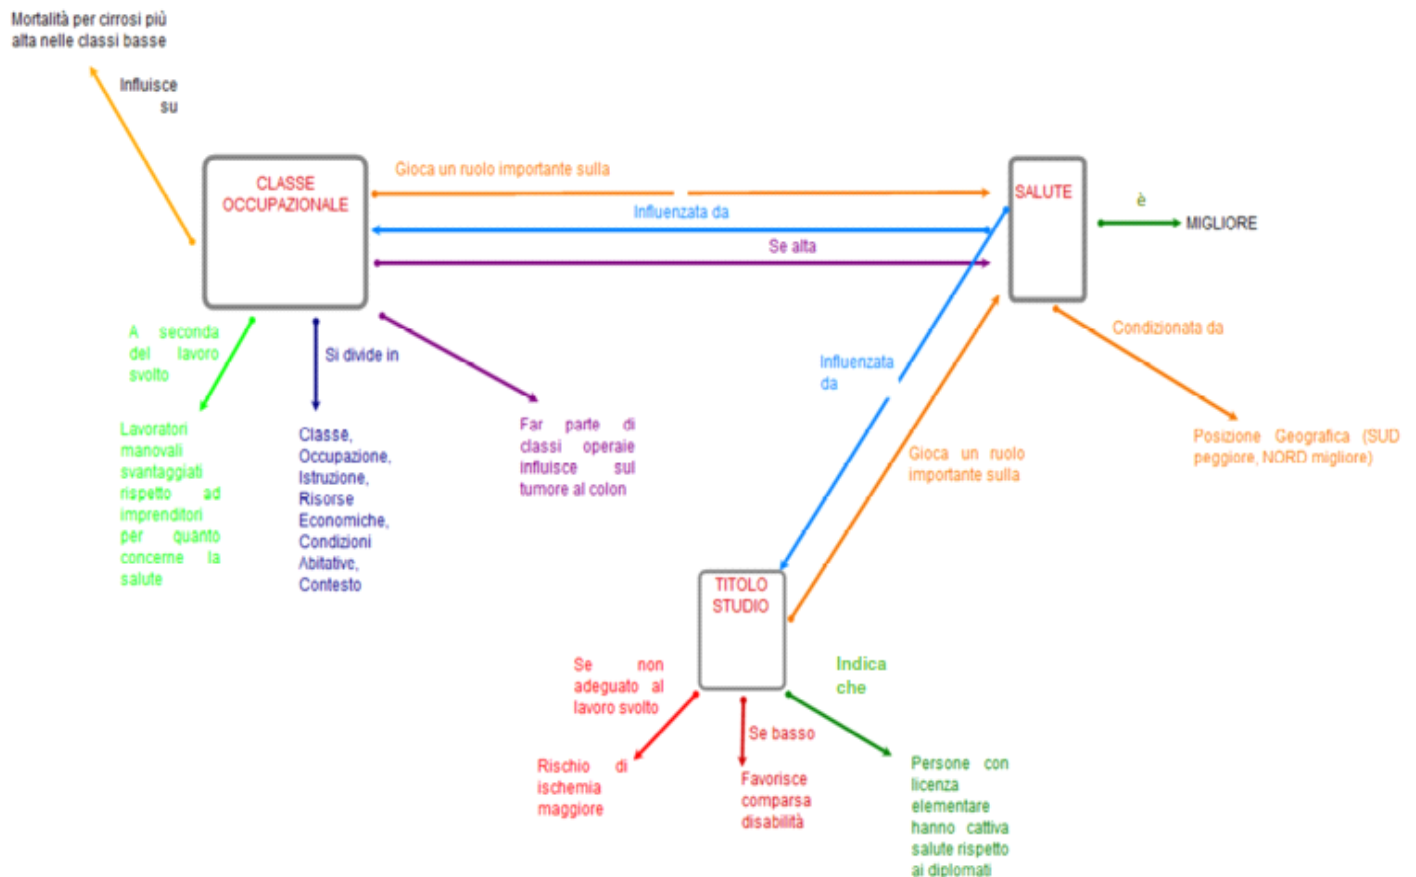 Mortalità per cirrosi più
alta nelle classi basse
Influisce
su
CLASSE
OCCUPAZIONALE
Gioca un ruolo importante sulla
Influenzata da
Se alta
SALUTE
è
MIGLIORE
Condizionata da
Posizione Geografica (SUD
peggiore, NORD migliore)
A seconda
del lavoro
svolto
Si divide in
Lavoratori
manovali
svantaggiati
rispetto ad
imprenditori
per quanto
concerne la
salute
Classe,
Occupazione,
Istruzione,
Risorse
Economiche,
Condizioni
Abitative,
Contesto
Far parte di
classi operaie
influisce sul
tumore al colon
Influenzata
da
Gioca un ruolo
importante sulla
TITOLO
STUDIO
Se non
adeguato al
lavoro svolto
Indica
che
Se basso
Rischio di
ischemia
maggiore
Favorisce
comparsa
disabilità
Persone con
licenza
elementare
hanno cattiva
salute rispetto
ai diplomati